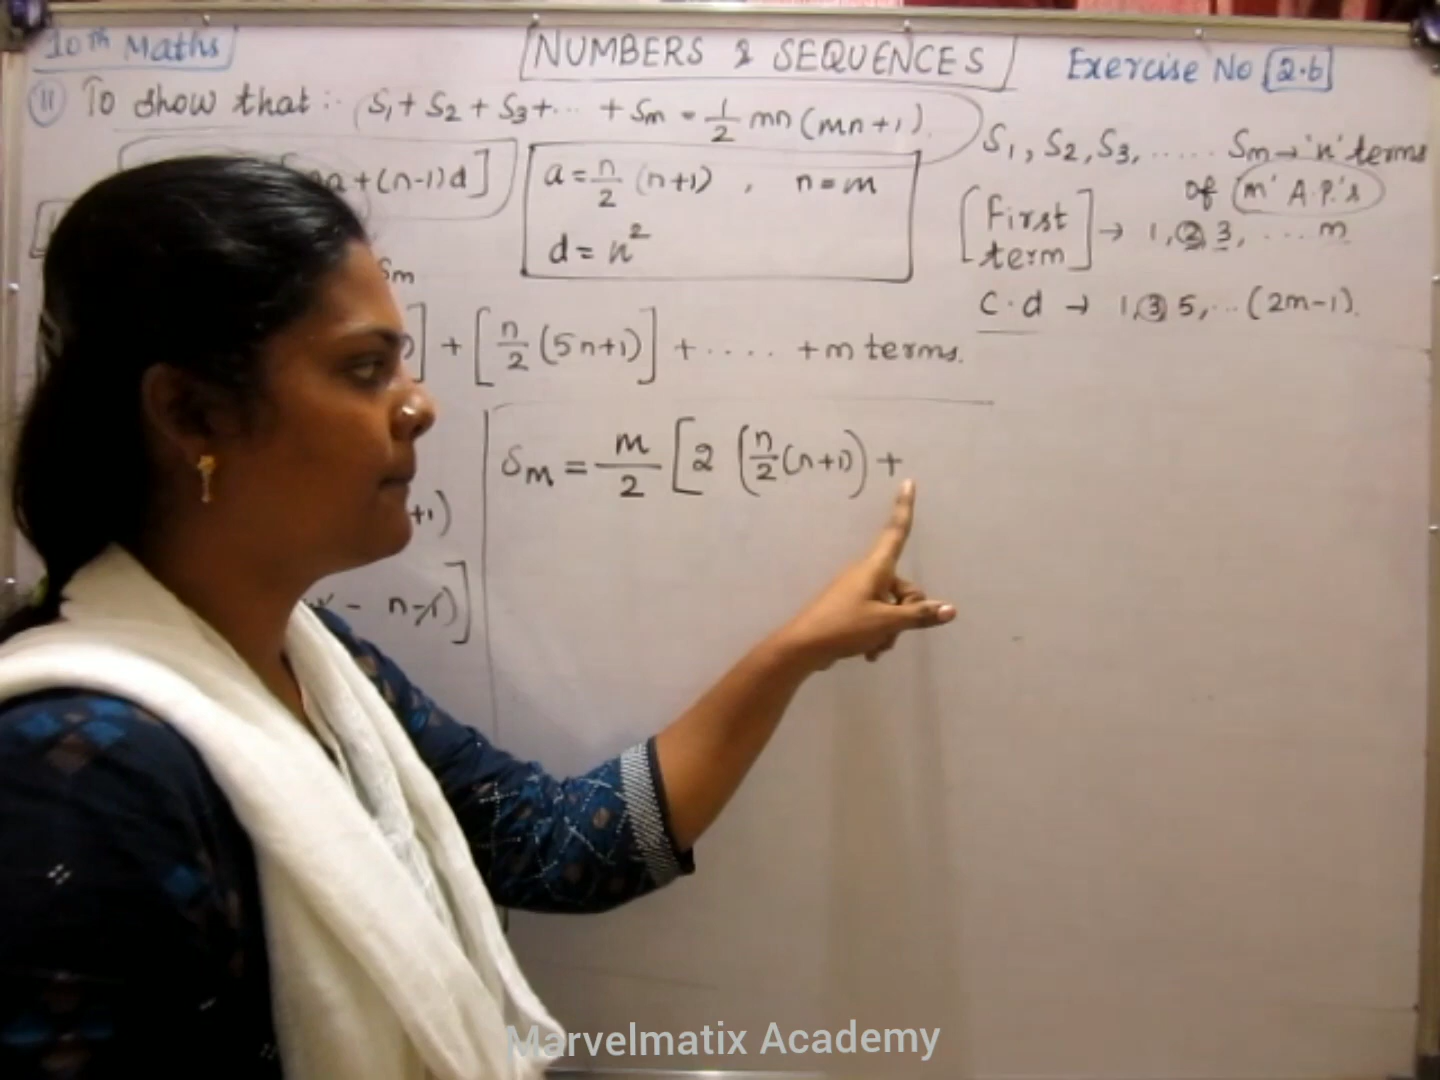 10th Maths
NUMBERS & SEQUENCES
Exercise No 2.b
11 To show that :- S₁ + S₂ + S₃ + ... + Sm = 1/2 mn (mn+1).
a + (n-1)d]
a = n/2 (n+1) , n = m
d = n²
S₁, S₂, S₃, ...... Sm → 'n' terms
of 'm' A.P.'s
[First term] → 1, 2, 3, ... m
C.d → 1, 3, 5, ... (2m-1).
Sm
] + [n/2 (5n+1)] + .... + m terms.
Sm = m/2 [2 (n/2 (n+1)) +
+1)
- n-1)]
Marvelmatix Academy